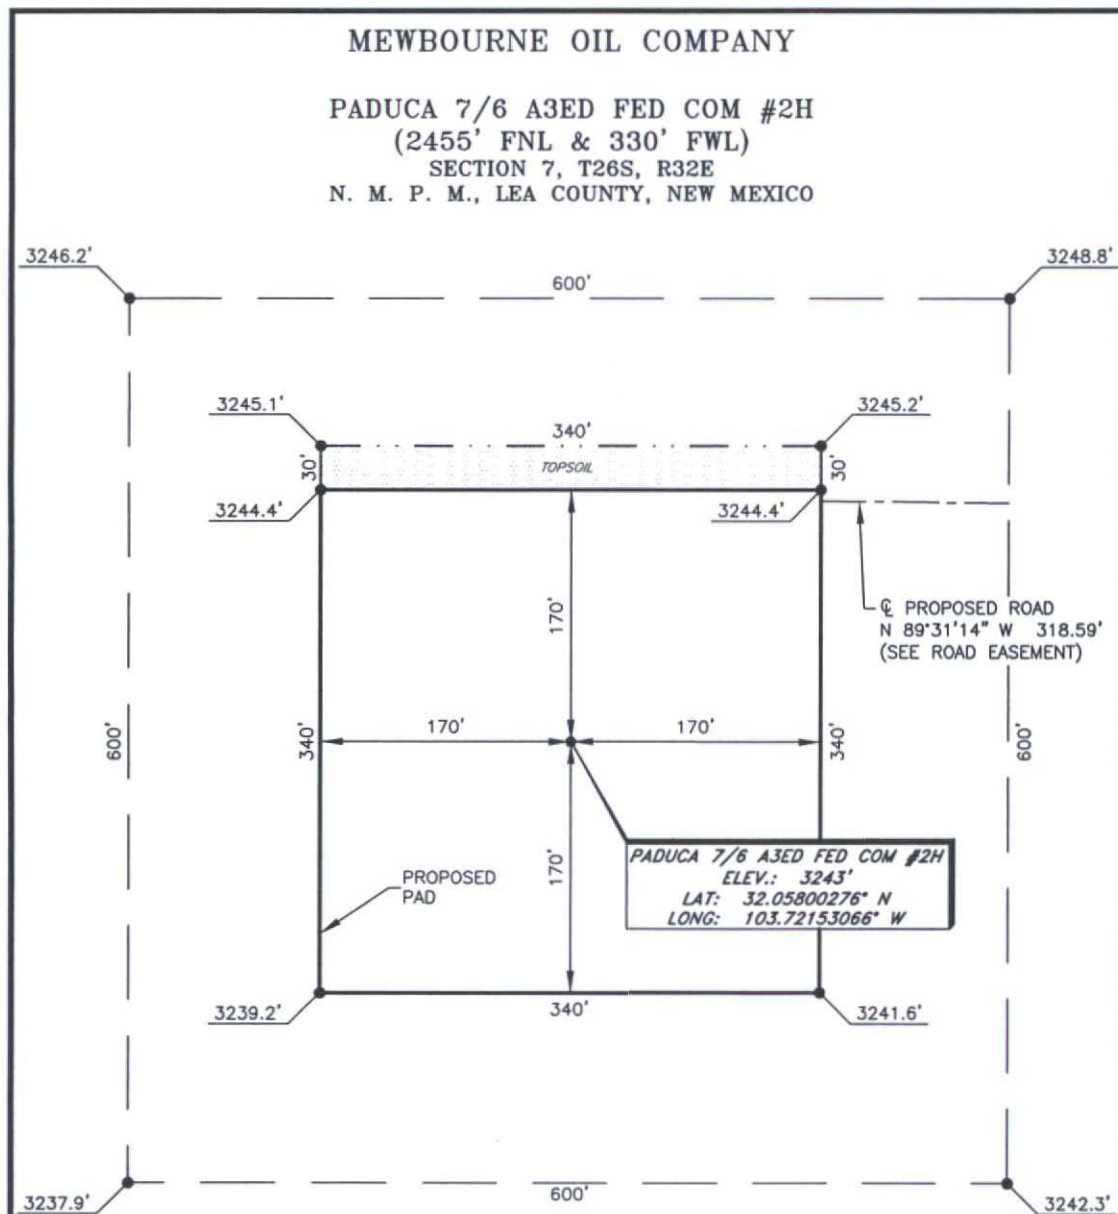 MEWBOURNE OIL COMPANY
PADUCA 7/6 A3ED FED COM #2H
(2455' FNL & 330' FWL)
SECTION 7, T26S, R32E
N. M. P. M., LEA COUNTY, NEW MEXICO
3246.2'
3248.8'
600'
3245.1'
3245.2'
340'
30'
TOPSOIL
30'
3244.4'
3244.4'
170'
℄ PROPOSED ROAD
N 89°31'14" W 318.59'
(SEE ROAD EASEMENT)
600'
340'
170'
170'
340'
600'
PADUCA 7/6 A3ED FED COM #2H
ELEV.: 3243'
LAT: 32.05800276° N
LONG: 103.72153066° W
170'
PROPOSED
PAD
3239.2'
340'
3241.6'
3237.9'
600'
3242.3'